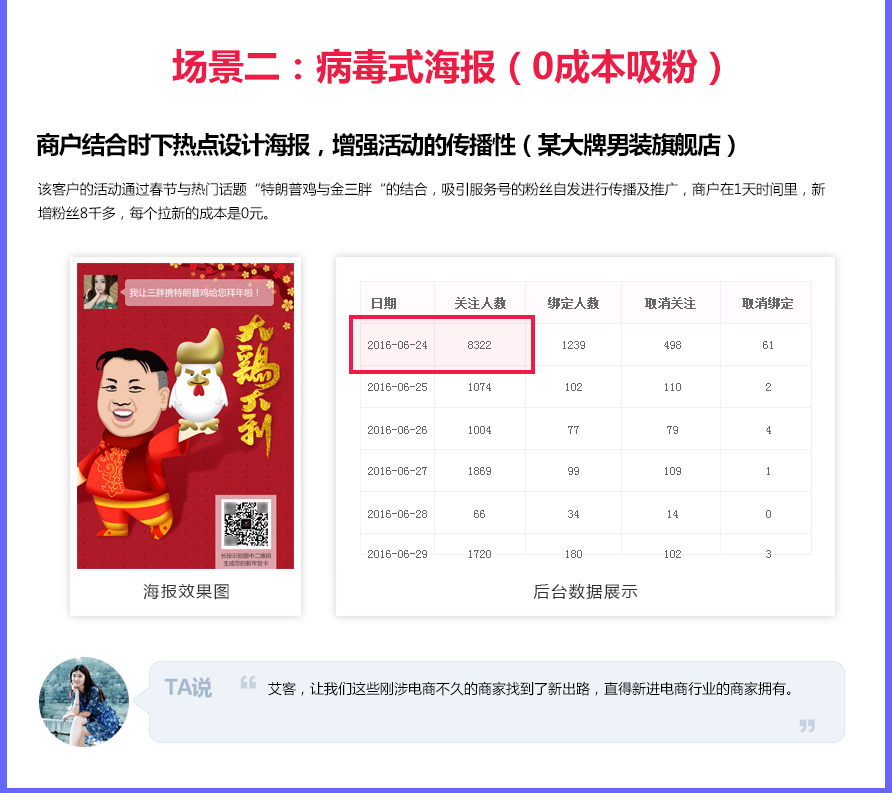 场景二：病毒式海报（0成本吸粉）
商户结合时下热点设计海报，增强活动的传播性（某大牌男装旗舰店）
该客户的活动通过春节与热门话题“特朗普鸡与金三胖“的结合，吸引服务号的粉丝自发进行传播及推广，商户在1天时间里，新
增粉丝8千多，每个拉新的成本是0元。
我让三胖携特朗普鸡给您拜年啦！
大鷄大利
长按识别图中二维码
生成您的新年贺卡
海报效果图
日期 关注人数 绑定人数 取消关注 取消绑定
2016-06-24 8322 1239 498 61
2016-06-25 1074 102 110 2
2016-06-26 1004 77 79 4
2016-06-27 1869 99 109 1
2016-06-28 66 34 14 0
2016-06-29 1720 180 102 3
后台数据展示
TA说 “ 艾客，让我们这些刚涉电商不久的商家找到了新出路，直得新进电商行业的商家拥有。 ”